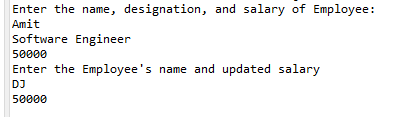 Enter the name, designation, and salary of Employee:
Amit
Software Engineer
50000
Enter the Employee's name and updated salary
DJ
50000